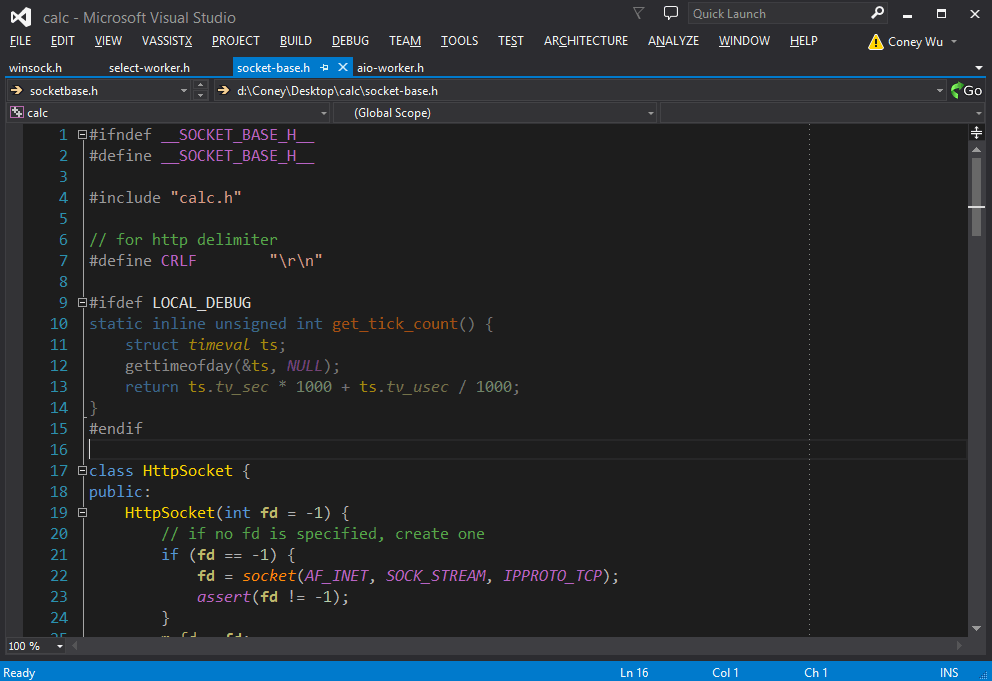 calc - Microsoft Visual Studio
Quick Launch
FILE EDIT VIEW VASSISTX PROJECT BUILD DEBUG TEAM TOOLS TEST ARCHITECTURE ANALYZE WINDOW HELP Coney Wu
winsock.h select-worker.h socket-base.h aio-worker.h
socketbase.h d:\Coney\Desktop\calc\socket-base.h Go
calc (Global Scope)
1 #ifndef __SOCKET_BASE_H__
2 #define __SOCKET_BASE_H__
3
4 #include "calc.h"
5
6 // for http delimiter
7 #define CRLF        "\r\n"
8
9 #ifdef LOCAL_DEBUG
10 static inline unsigned int get_tick_count() {
11     struct timeval ts;
12     gettimeofday(&ts, NULL);
13     return ts.tv_sec * 1000 + ts.tv_usec / 1000;
14 }
15 #endif
16
17 class HttpSocket {
18 public:
19     HttpSocket(int fd = -1) {
20         // if no fd is specified, create one
21         if (fd == -1) {
22             fd = socket(AF_INET, SOCK_STREAM, IPPROTO_TCP);
23             assert(fd != -1);
24         }
100 %
Ready Ln 16 Col 1 Ch 1 INS